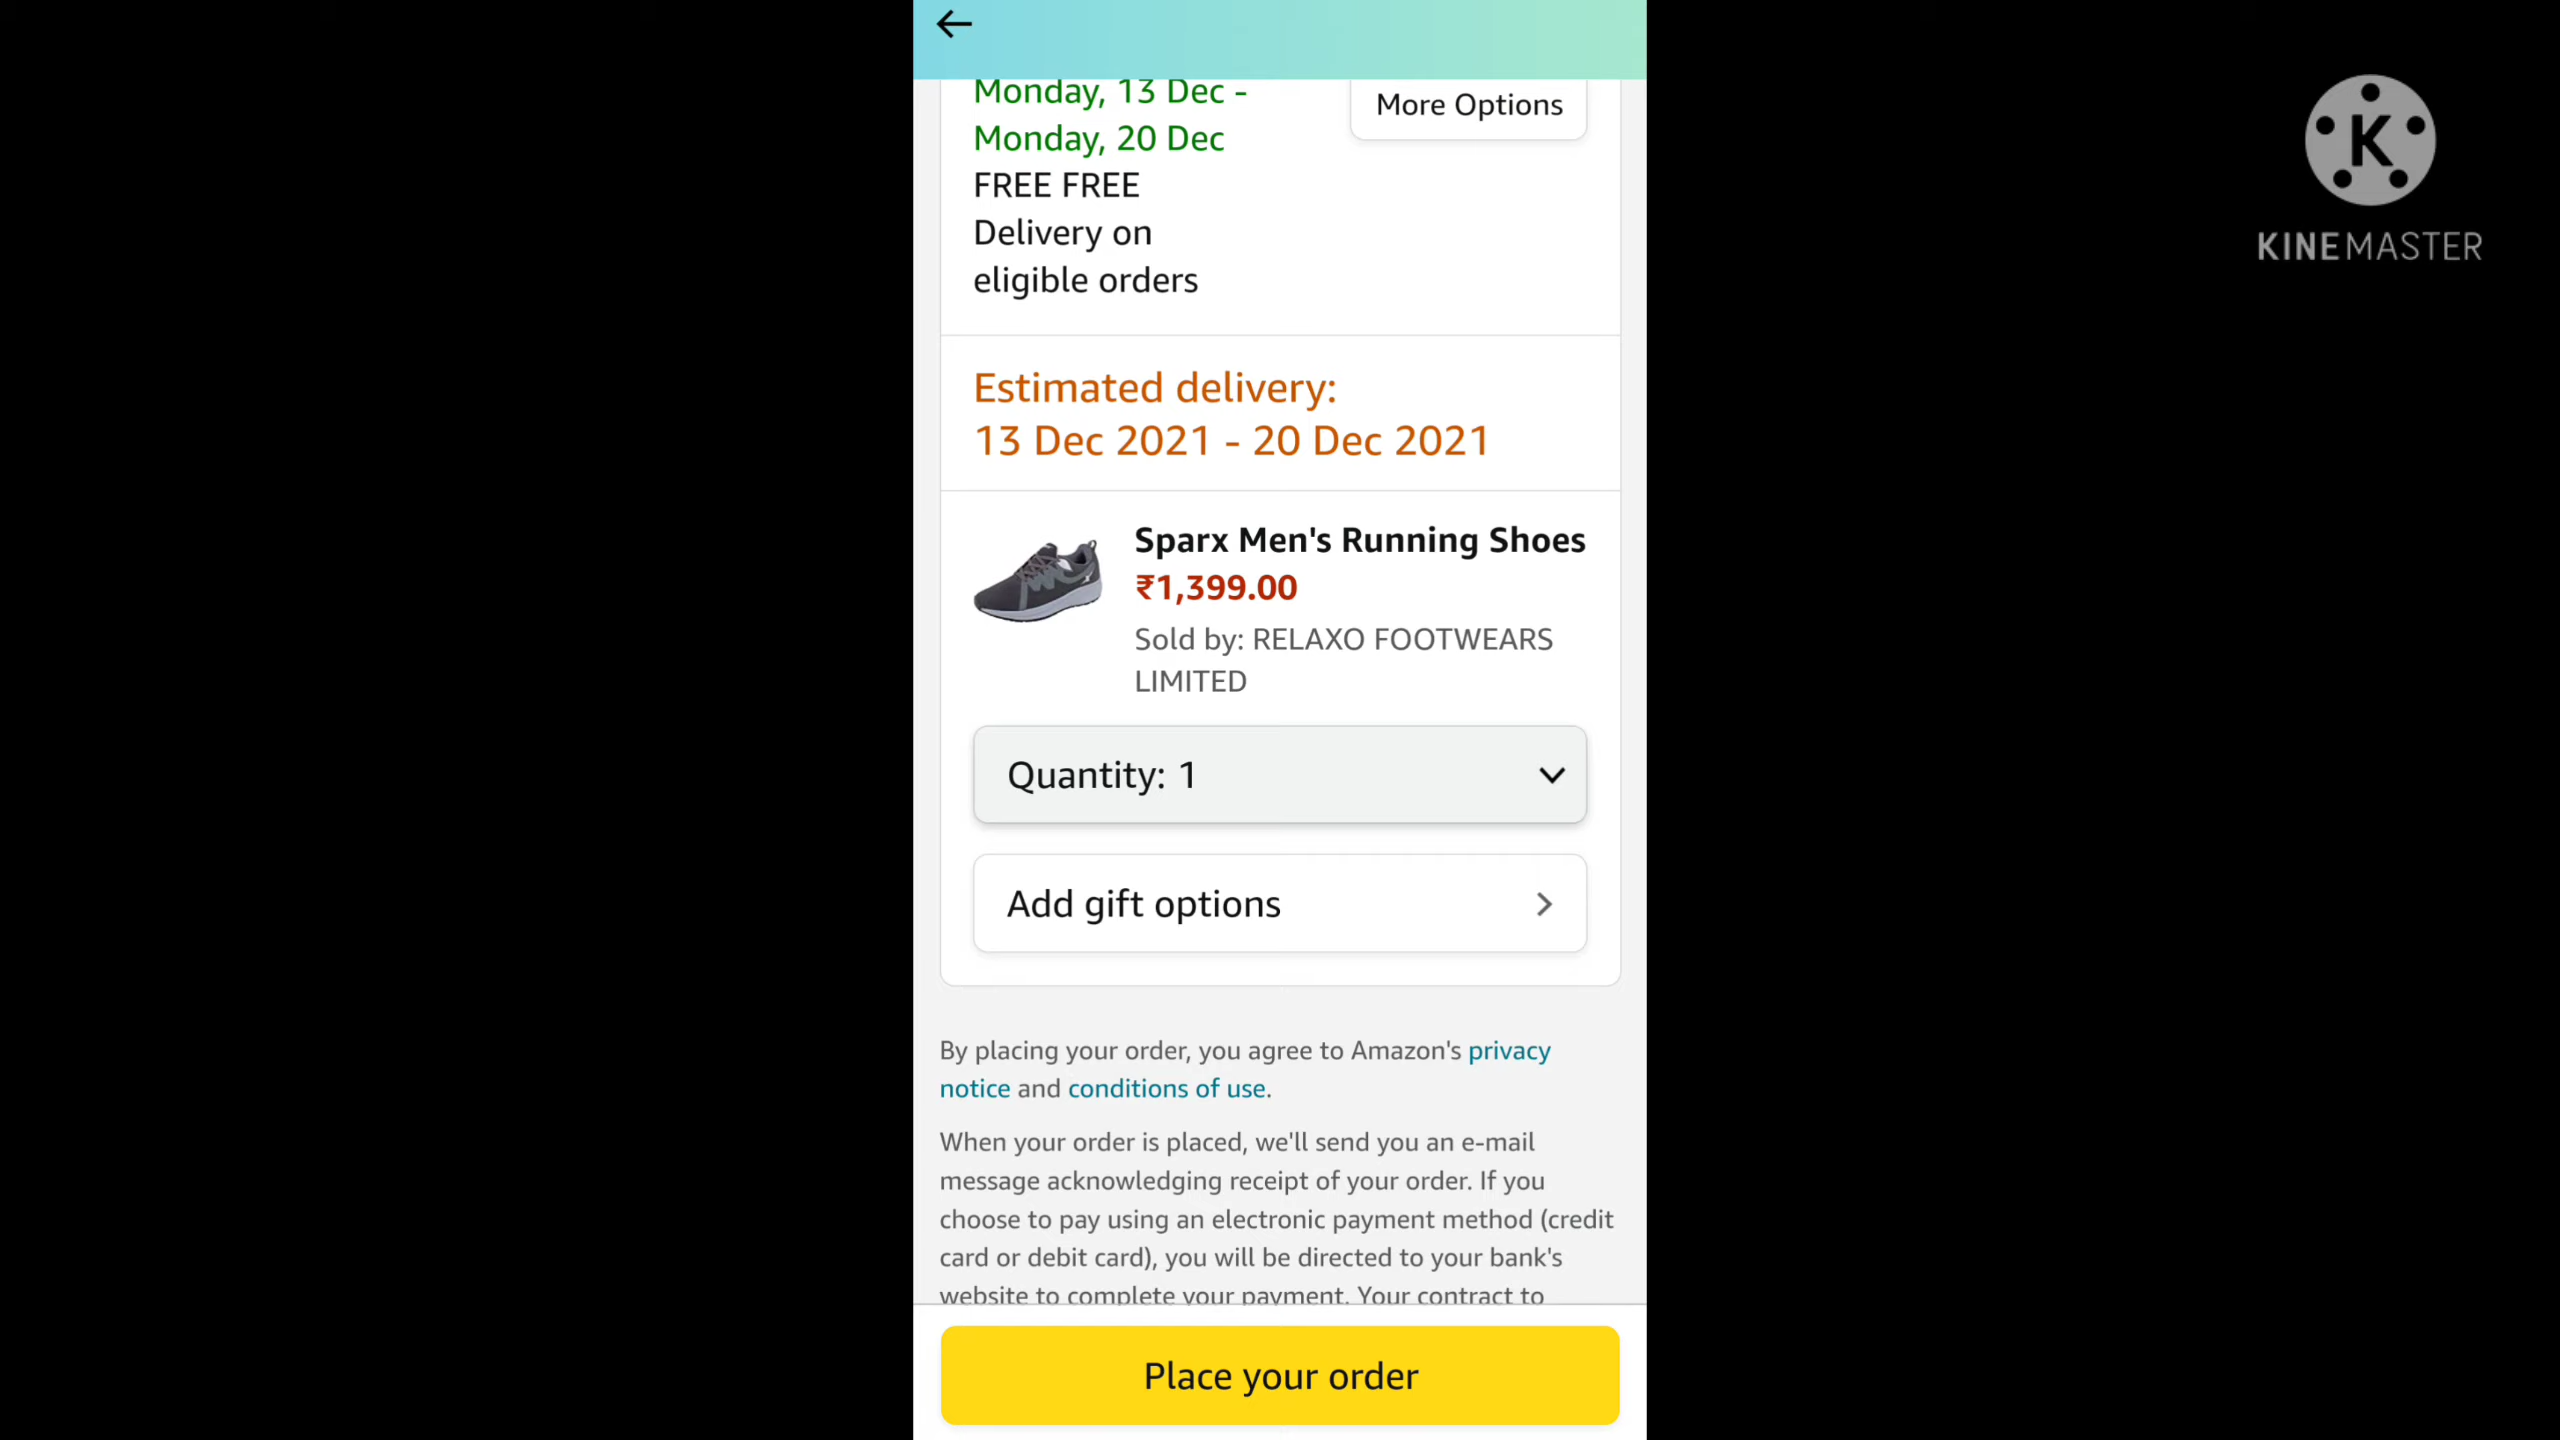 Monday, 13 Dec -
Monday, 20 Dec
FREE FREE
Delivery on
eligible orders
More Options
K
KINEMASTER
Estimated delivery:
13 Dec 2021 - 20 Dec 2021
Sparx Men's Running Shoes
₹1,399.00
Sold by: RELAXO FOOTWEARS
LIMITED
Quantity: 1
Add gift options
By placing your order, you agree to Amazon's privacy
notice and conditions of use.
When your order is placed, we'll send you an e-mail
message acknowledging receipt of your order. If you
choose to pay using an electronic payment method (credit
card or debit card), you will be directed to your bank's
website to complete your payment. Your contract to
Place your order